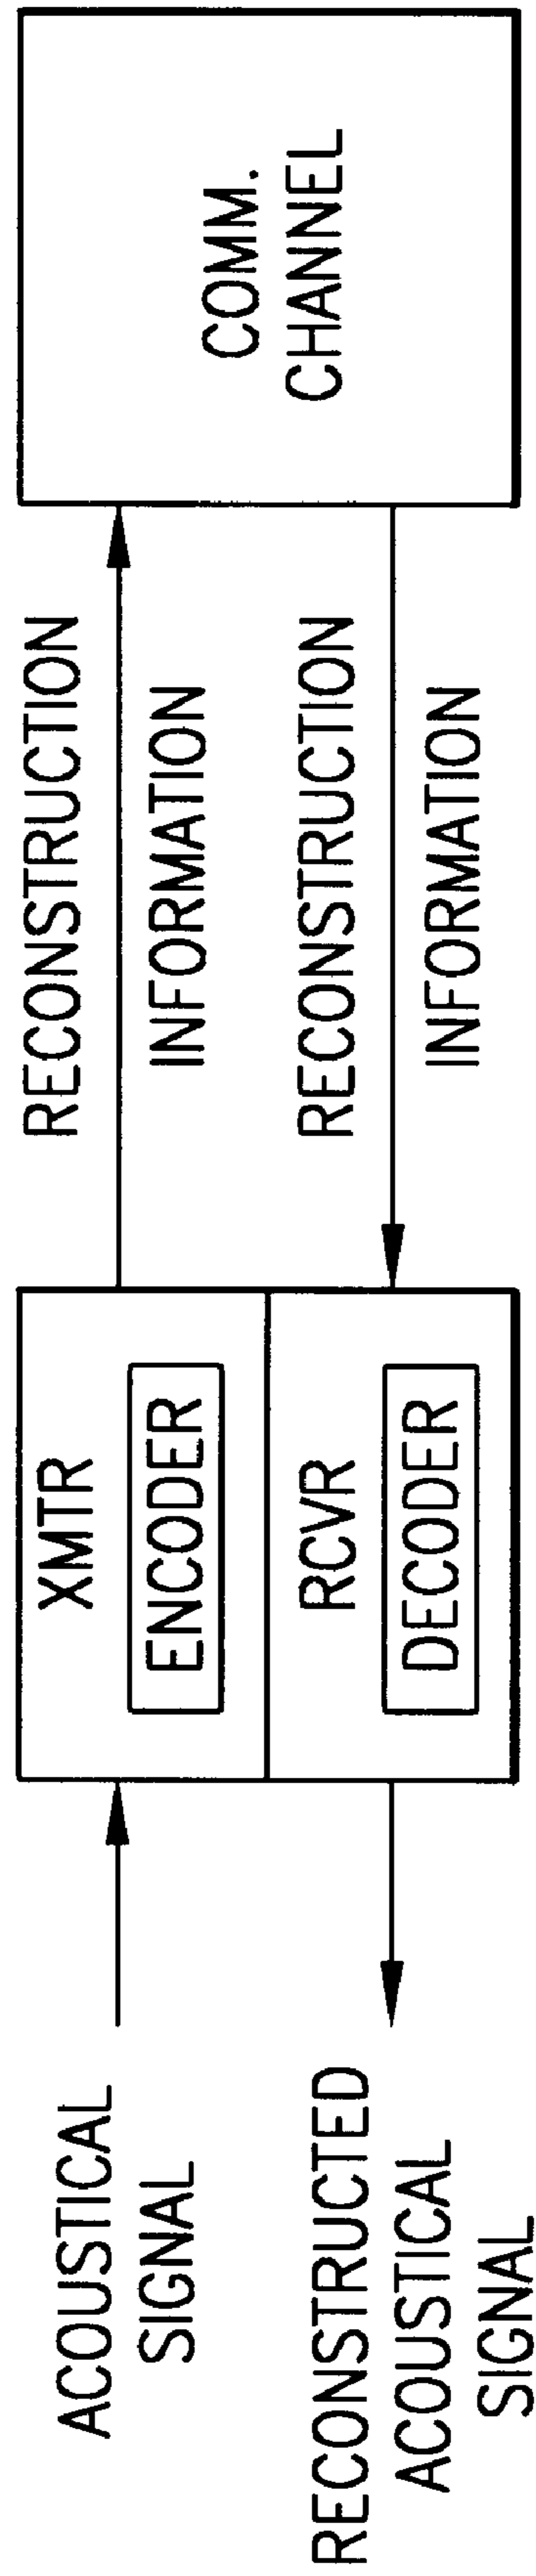 ACOUSTICAL
SIGNAL
XMTR
ENCODER
RECONSTRUCTION
INFORMATION
COMM.
CHANNEL
RECONSTRUCTED
ACOUSTICAL
SIGNAL
RCVR
DECODER
RECONSTRUCTION
INFORMATION